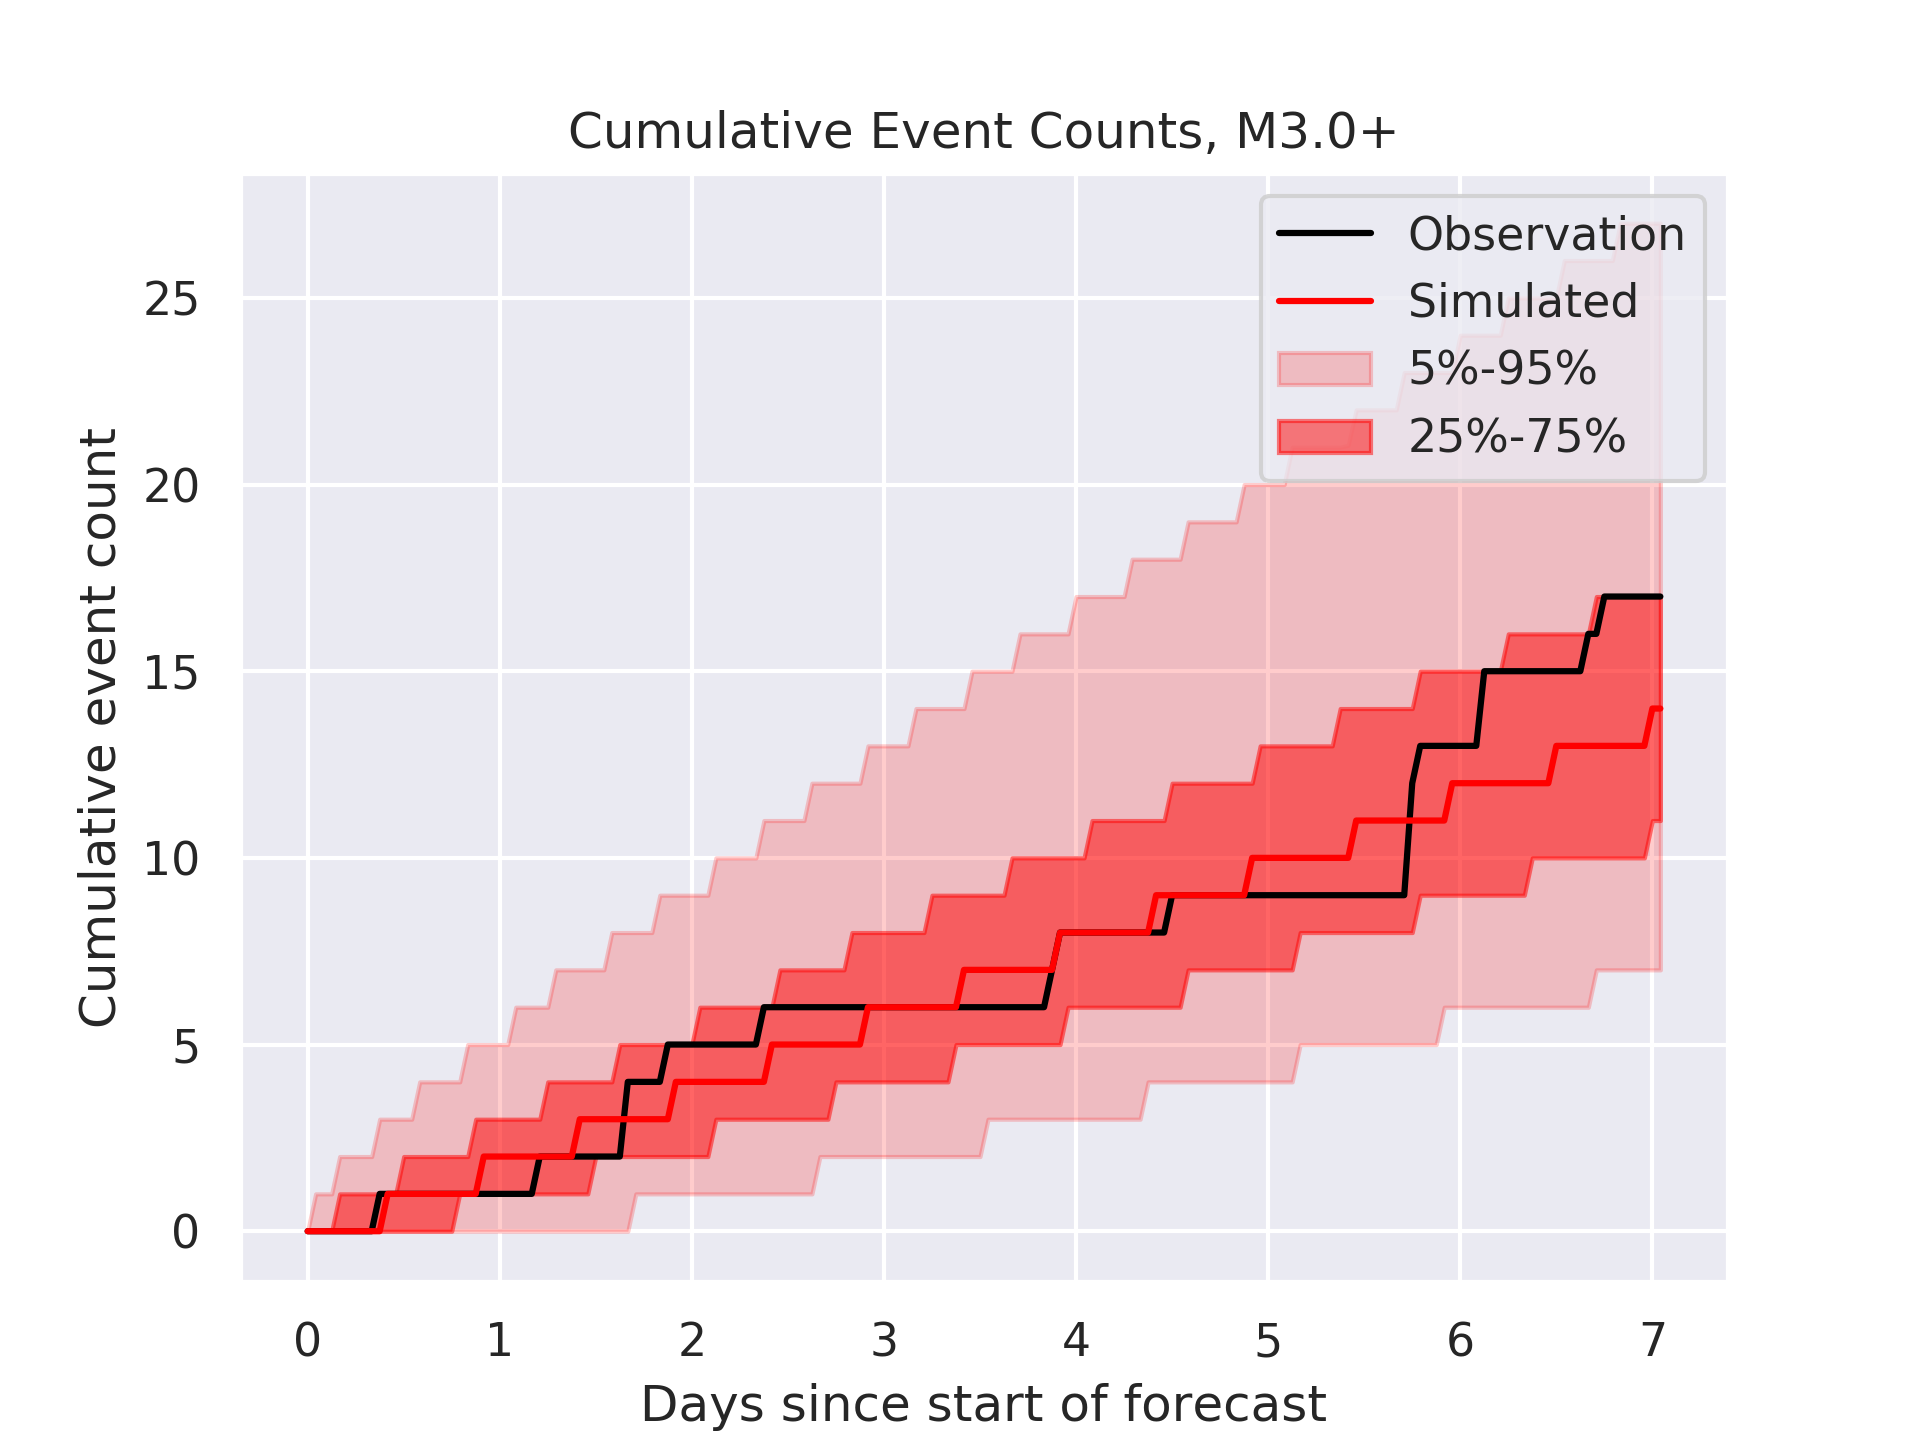 Cumulative Event Counts, M3.0+
Observation
Simulated
5%-95%
25%-75%
Cumulative event count
25
20
15
10
5
0
0 1 2 3 4 5 6 7
Days since start of forecast